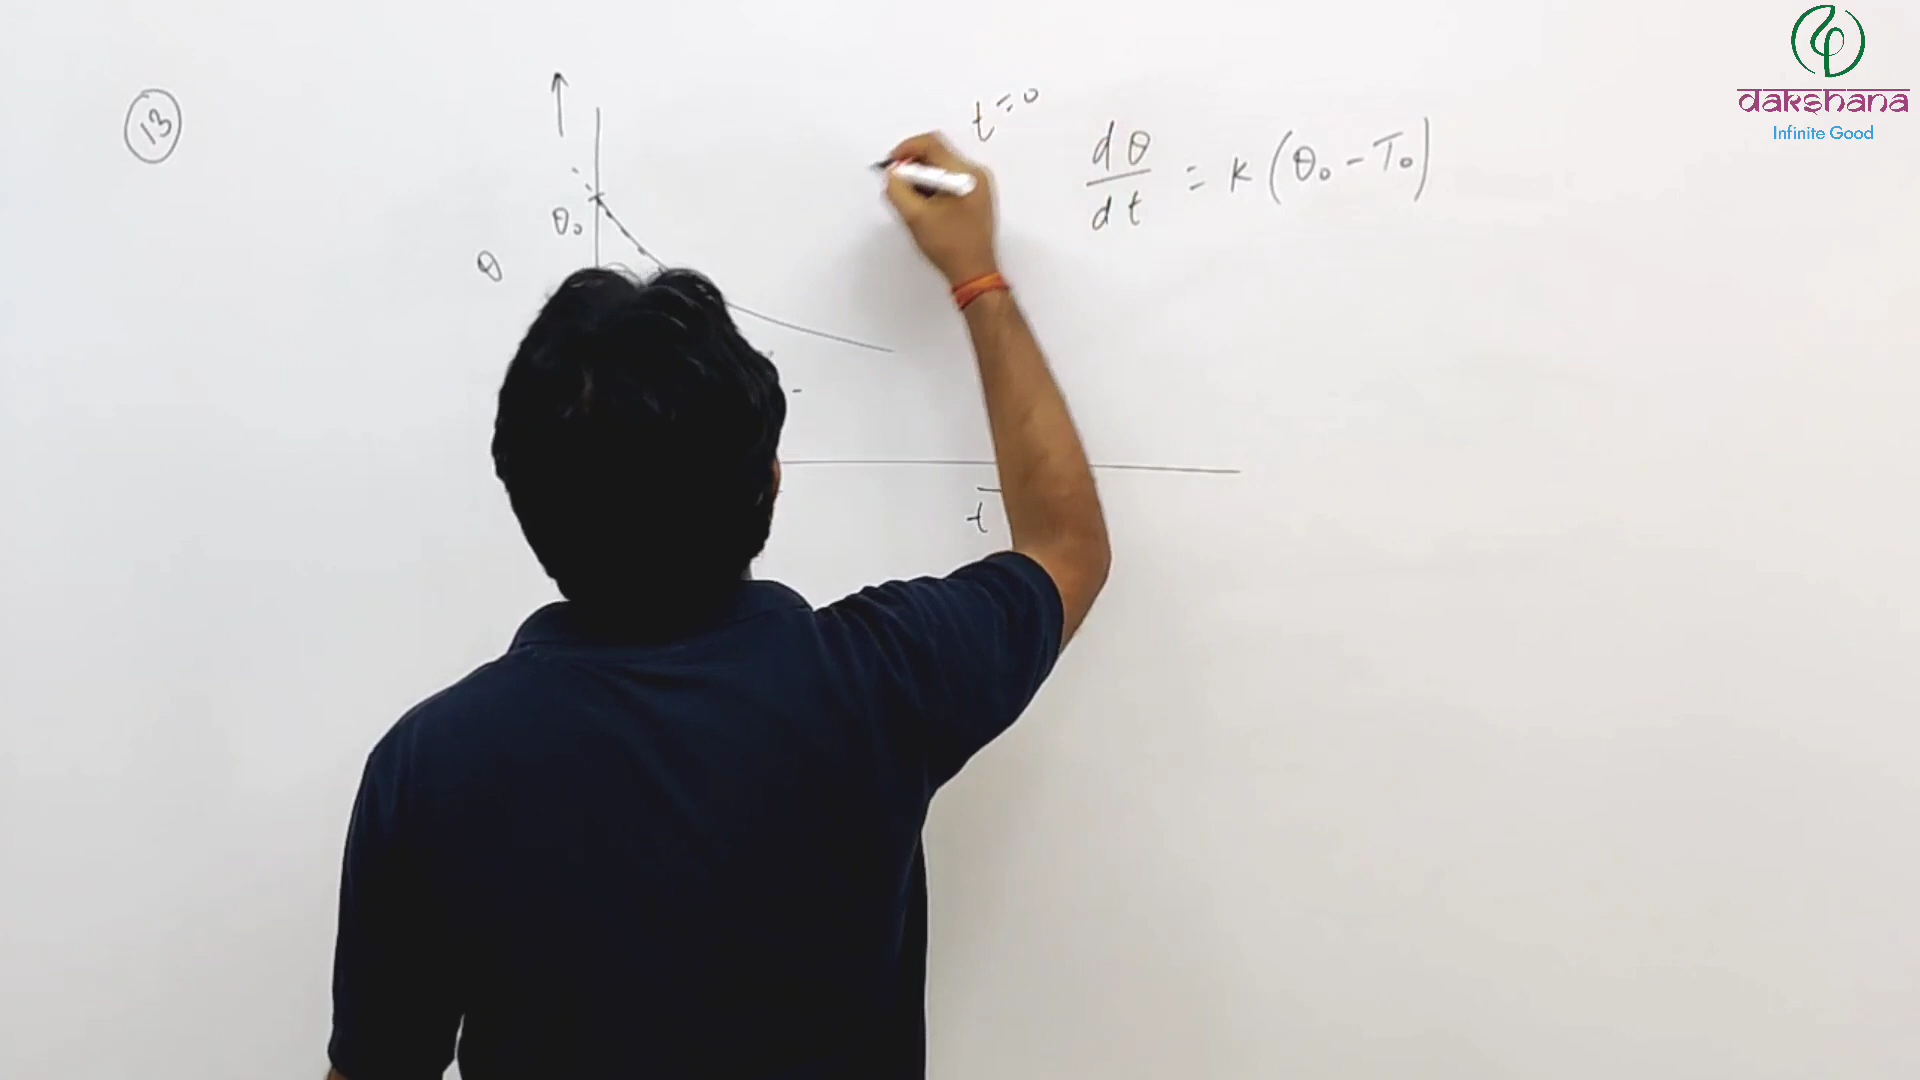 13
θ₀
θ
t
t=0
dθ/dt = K(θ₀-T₀)
dakshana
Infinite Good